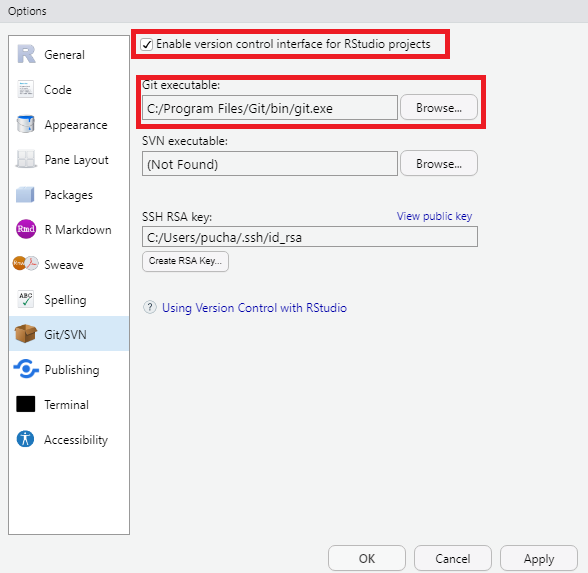 Options
R General
Code
Appearance
Pane Layout
Packages
Rmd R Markdown
Rnw Sweave
ABC Spelling
Git/SVN
Publishing
Terminal
Accessibility
Enable version control interface for RStudio projects
Git executable:
C:/Program Files/Git/bin/git.exe Browse...
SVN executable:
(Not Found) Browse...
SSH RSA key: View public key
C:/Users/pucha/.ssh/id_rsa
Create RSA Key...
? Using Version Control with RStudio
OK Cancel Apply